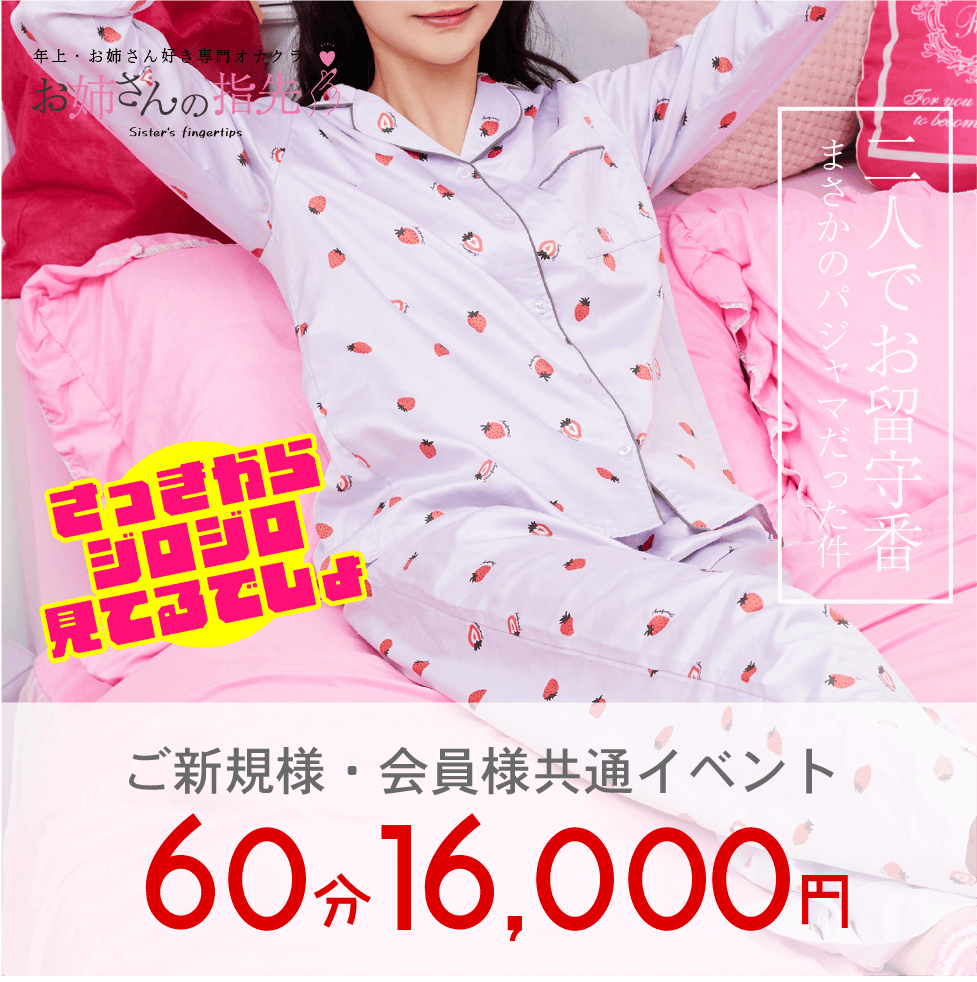 年上・お姉さん好き専門オナクラ
お姉さんの指先
Sister's fingertips
For you
to become
二人でお留守番
まさかのパジャマだった件
さっきから
ジロジロ
見てるでしょ
ご新規様・会員様共通イベント
60分16,000円